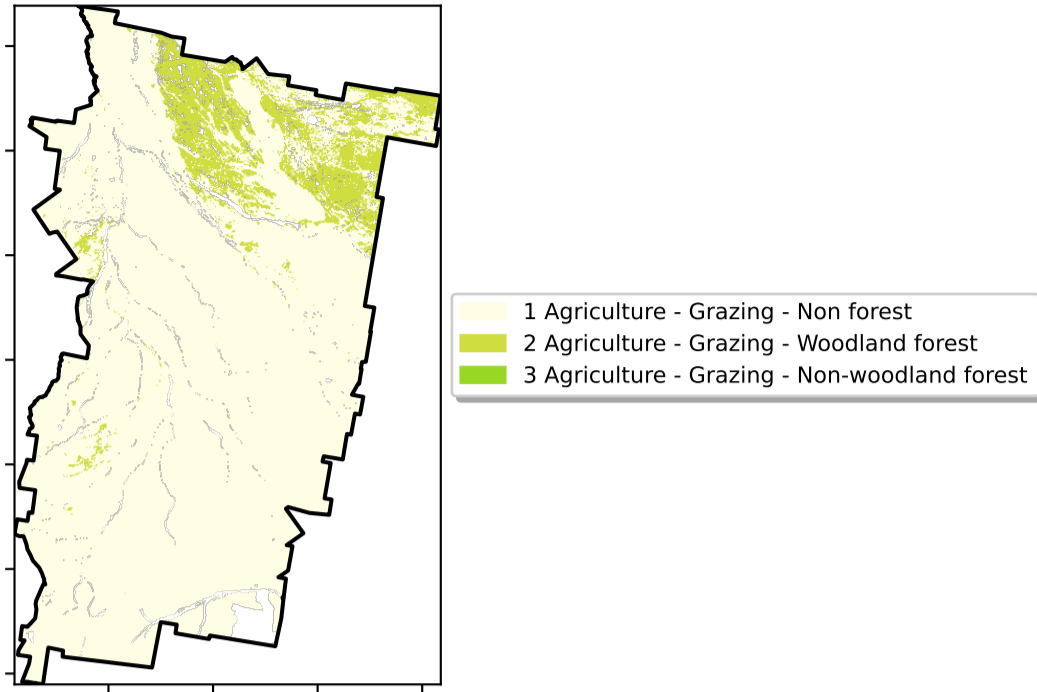 1 Agriculture - Grazing - Non forest
2 Agriculture - Grazing - Woodland forest
3 Agriculture - Grazing - Non-woodland forest